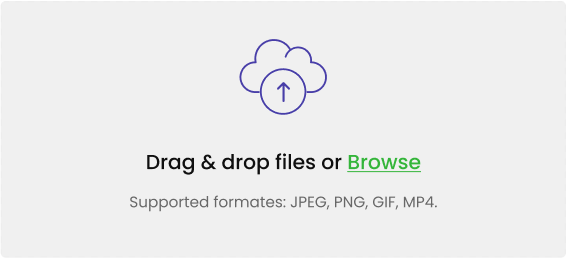 Drag & drop files or Browse
Supported formates: JPEG, PNG, GIF, MP4.